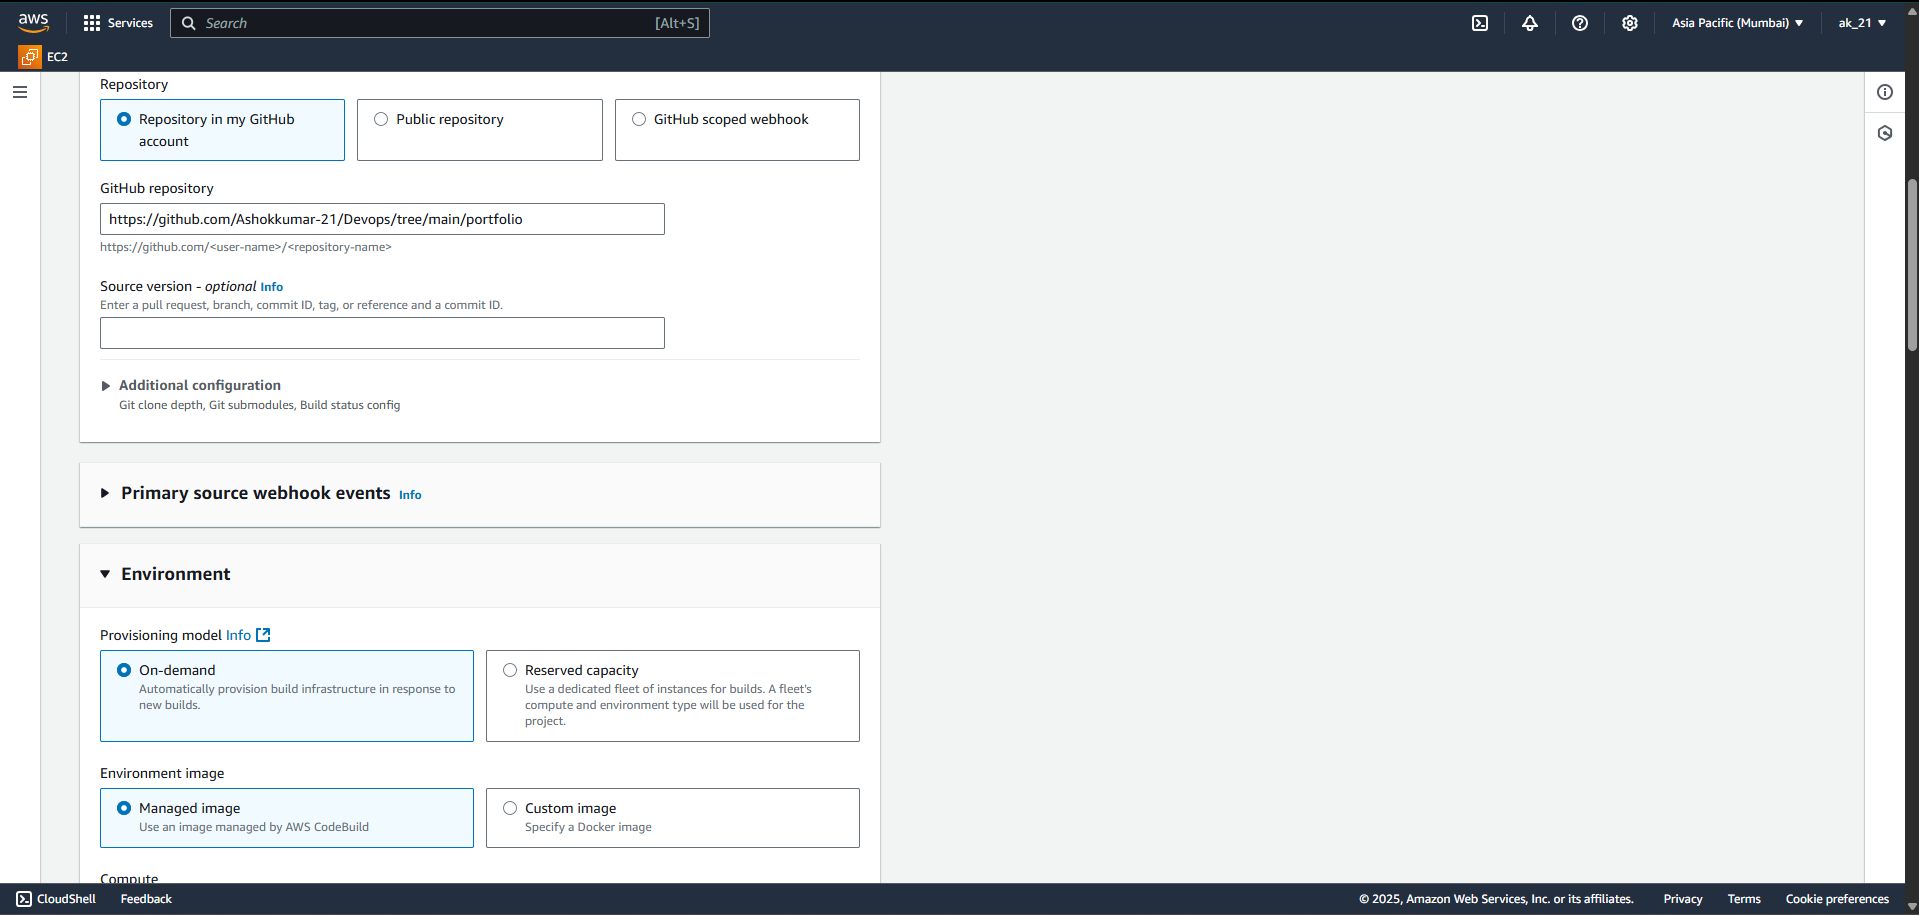 aws
Services
Search
[Alt+S]
Asia Pacific (Mumbai)
ak_21
EC2
Repository
Repository in my GitHub
account
Public repository
GitHub scoped webhook
GitHub repository
https://github.com/Ashokkumar-21/Devops/tree/main/portfolio
https://github.com/<user-name>/<repository-name>
Source version - optional Info
Enter a pull request, branch, commit ID, tag, or reference and a commit ID.
Additional configuration
Git clone depth, Git submodules, Build status config
Primary source webhook events Info
Environment
Provisioning model Info
On-demand
Automatically provision build infrastructure in response to
new builds.
Reserved capacity
Use a dedicated fleet of instances for builds. A fleet's
compute and environment type will be used for the
project.
Environment image
Managed image
Use an image managed by AWS CodeBuild
Custom image
Specify a Docker image
Compute
CloudShell
Feedback
© 2025, Amazon Web Services, Inc. or its affiliates.
Privacy
Terms
Cookie preferences